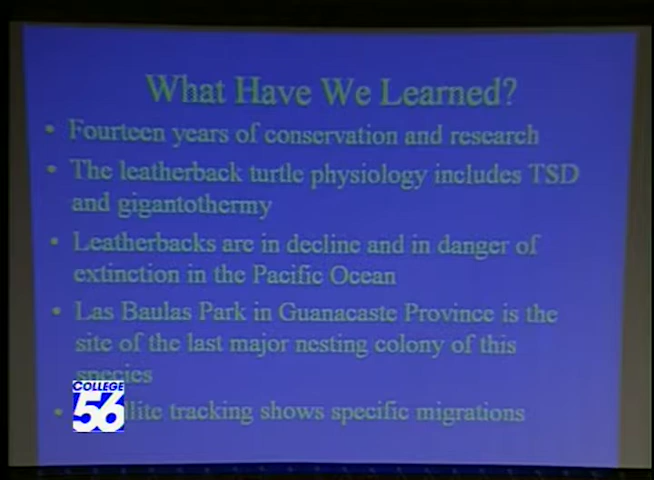 What Have We Learned?
• Fourteen years of conservation and research
• The leatherback turtle physiology includes TSD
and gigantothermy
• Leatherbacks are in decline and in danger of
extinction in the Pacific Ocean
• Las Baulas Park in Guanacaste Province is the
site of the last major nesting colony of this
species
• llite tracking shows specific migrations
COLLEGE
56